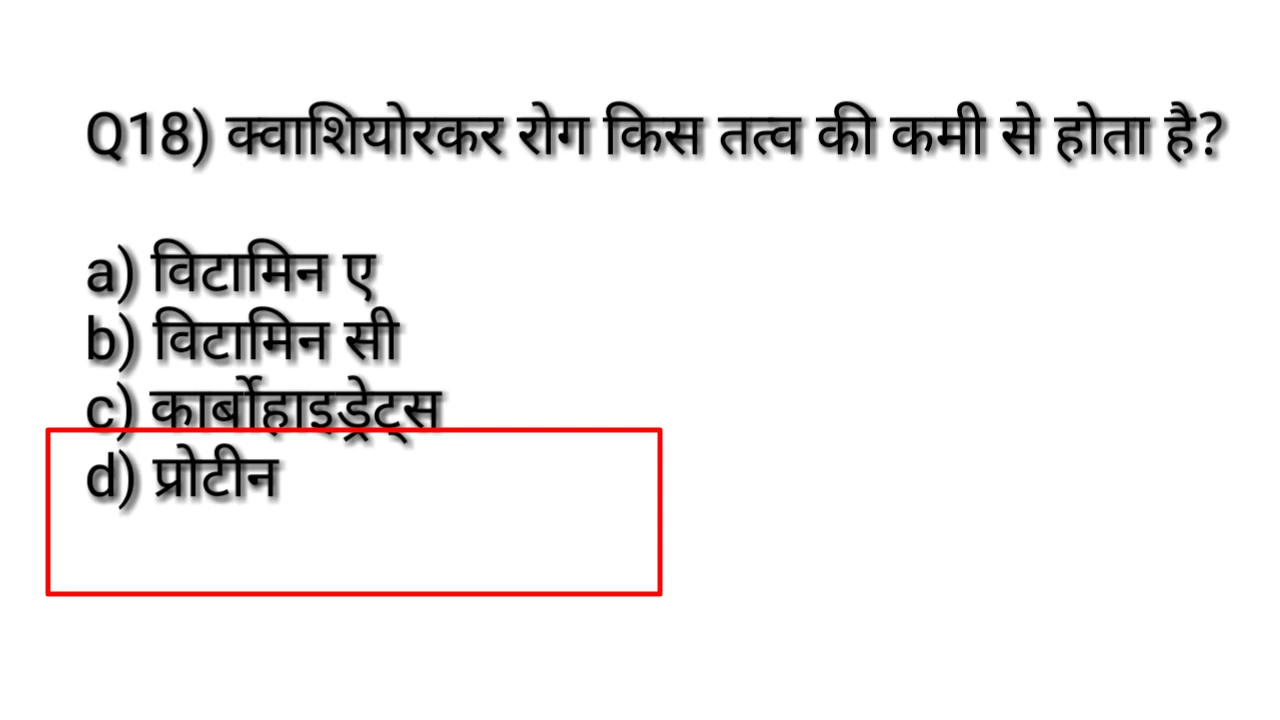 Q18) क्वाशियोरकर रोग किस तत्व की कमी से होता है?
a) विटामिन ए
b) विटामिन सी
c) कार्बोहाइड्रेट्स
d) प्रोटीन